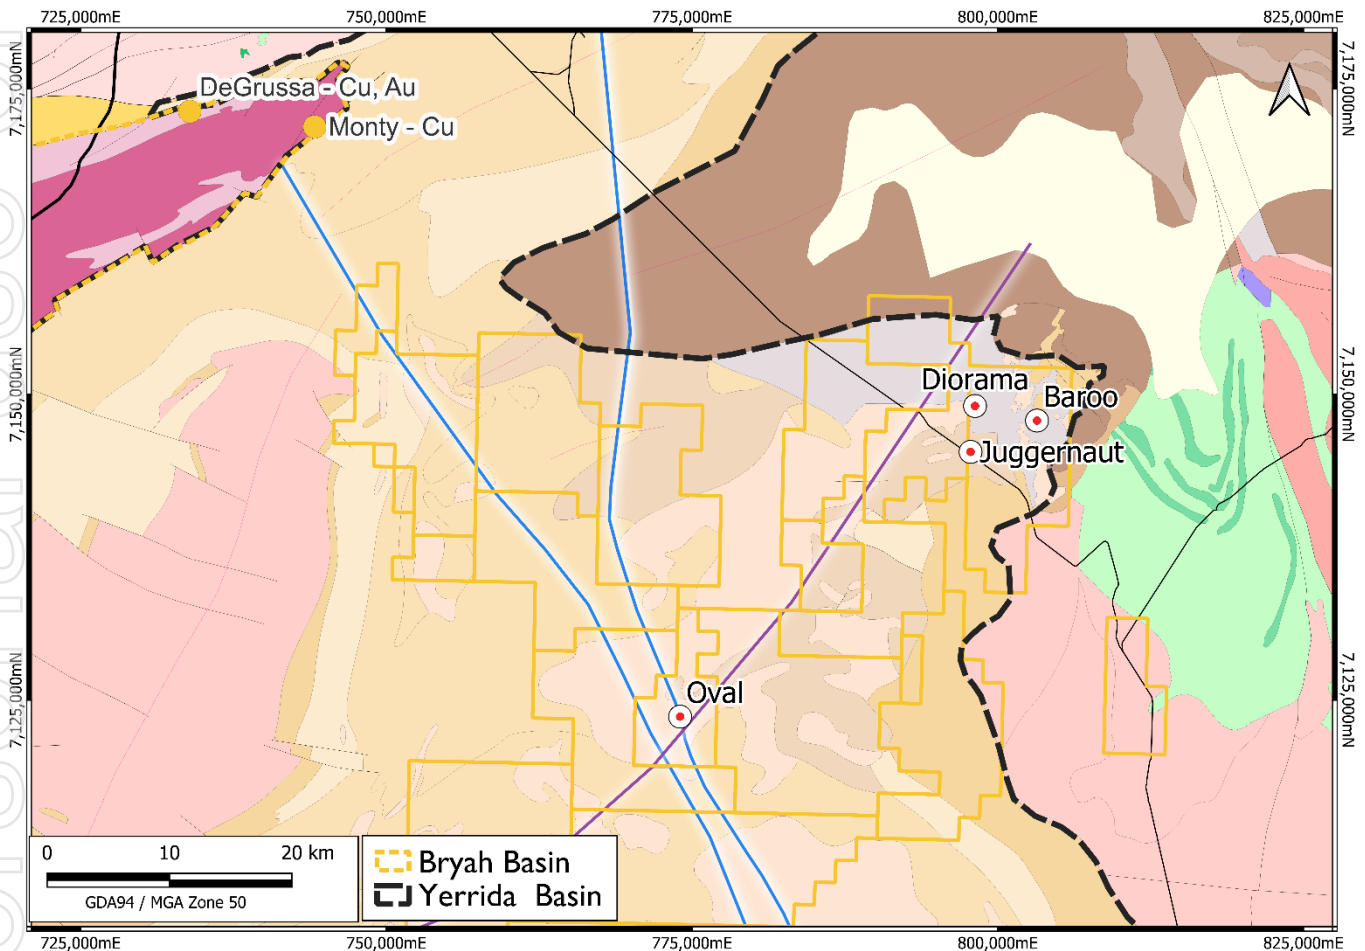 725,000mE 750,000mE 775,000mE 800,000mE 825,000mE
7,175,000mN 7,175,000mN
DeGrussa - Cu, Au
Monty - Cu
7,150,000mN 7,150,000mN
Diorama
Baroo
Juggernaut
7,125,000mN 7,125,000mN
Oval
0 10 20 km
GDA94 / MGA Zone 50
Bryah Basin
Yerrida Basin
725,000mE 750,000mE 775,000mE 800,000mE 825,000mE